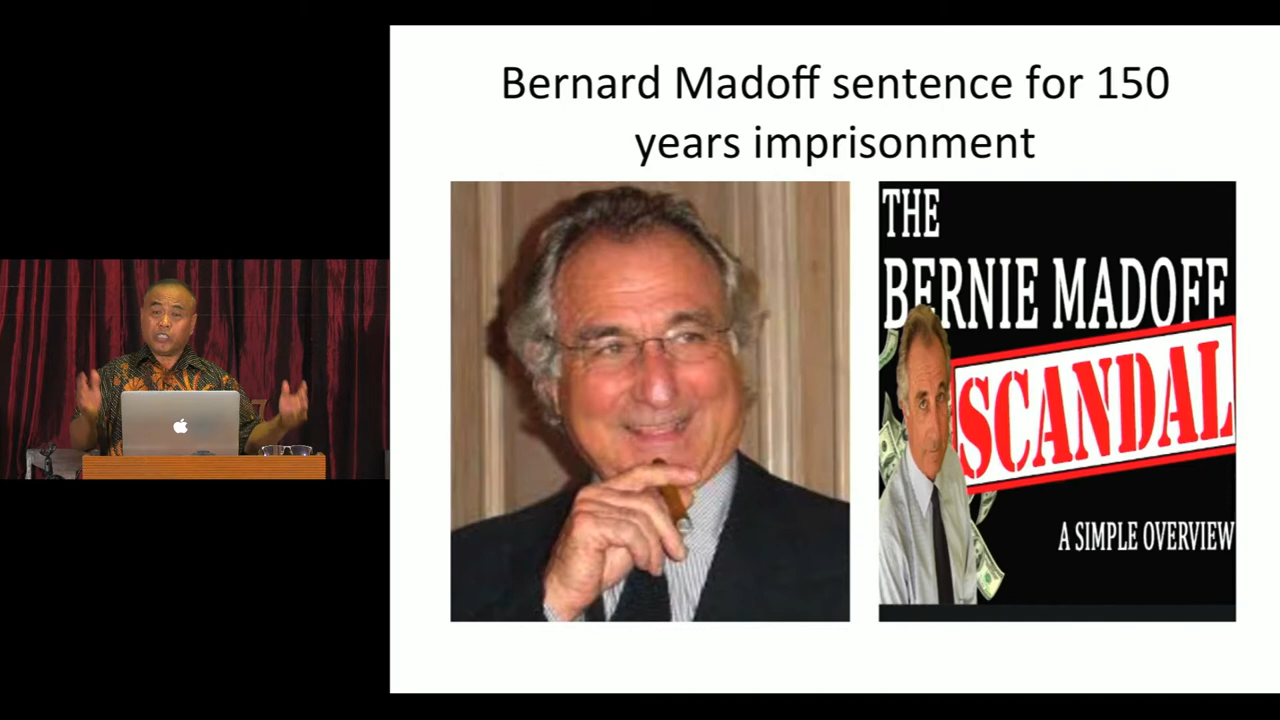 Bernard Madoff sentence for 150
years imprisonment
THE
BERNIE MADOFF
SCANDAL
A SIMPLE OVERVIEW